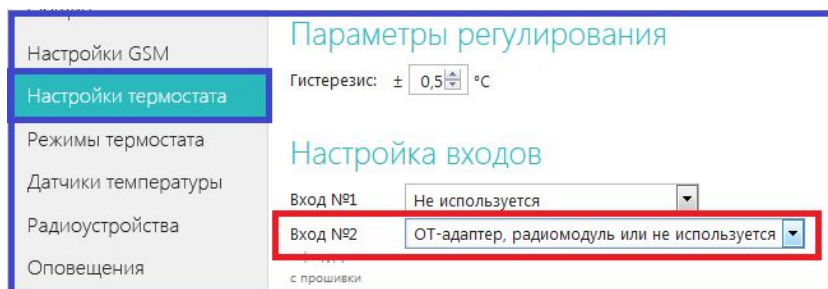 Настройки GSM
Настройки термостата
Режимы термостата
Датчики температуры
Радиоустройства
Оповещения
Параметры регулирования
Гистерезис: ± 0,5 °C
Настройка входов
Вход №1 Не используется
Вход №2 ОТ-адаптер, радиомодуль или не используется
с прошивки